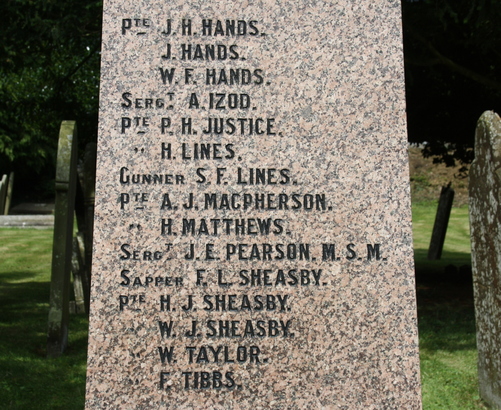 PTE J. H. HANDS.
J. HANDS.
W. F. HANDS.
SERGT A. IZOD.
PTE P. H. JUSTICE.
" H. LINES.
GUNNER S. F. LINES.
PTE A. J. MACPHERSON.
" H. MATTHEWS.
SERGT J. E. PEARSON. M. S. M.
SAPPER F. L. SHEASBY.
PTE H. J. SHEASBY.
" W. J. SHEASBY.
" W. TAYLOR.
" F. TIBBS.